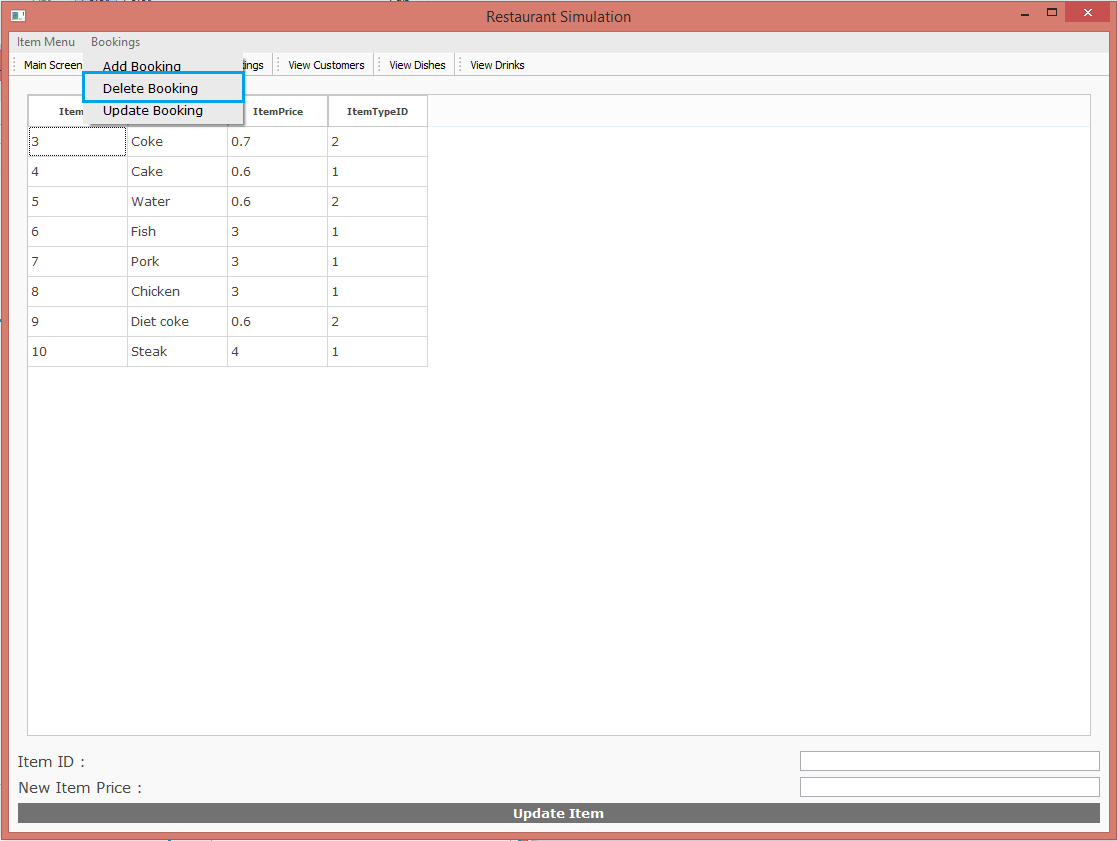 Restaurant Simulation
Item Menu Bookings
Main Screen ings View Customers View Dishes View Drinks
Add Booking
Delete Booking
Update Booking
Item ItemPrice ItemTypeID
3 Coke 0.7 2
4 Cake 0.6 1
5 Water 0.6 2
6 Fish 3 1
7 Pork 3 1
8 Chicken 3 1
9 Diet coke 0.6 2
10 Steak 4 1
Item ID :
New Item Price :
Update Item